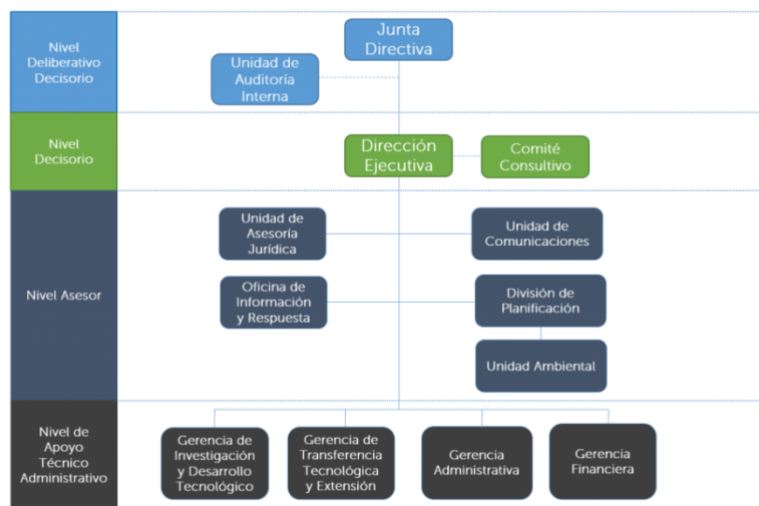 Nivel
Deliberativo
Decisorio
Junta
Directiva
Unidad de
Auditoría
Interna
Nivel
Decisorio
Dirección
Ejecutiva
Comité
Consultivo
Nivel Asesor
Unidad de
Asesoría
Jurídica
Unidad de
Comunicaciones
Oficina de
Información
y Respuesta
División de
Planificación
Unidad Ambiental
Nivel de
Apoyo
Técnico
Administrativo
Gerencia de
Investigación
y Desarrollo
Tecnológico
Gerencia de
Transferencia
Tecnológica
y Extensión
Gerencia
Administrativa
Gerencia
Financiera